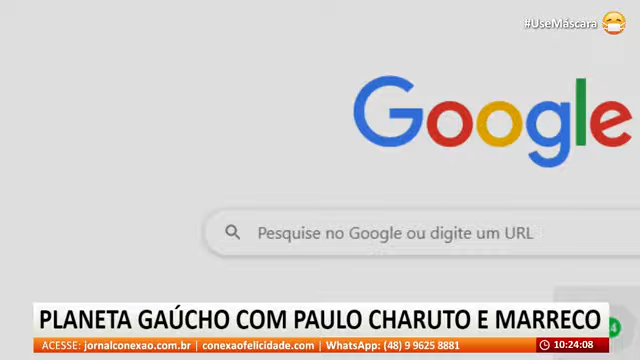 #UseMáscara
Google
Pesquise no Google ou digite um URL
PLANETA GAÚCHO COM PAULO CHARUTO E MARRECO
ACESSE: jornalconexao.com.br | conexaofelicidade.com | WhatsApp: (48) 9 9625 8881
10:24:08